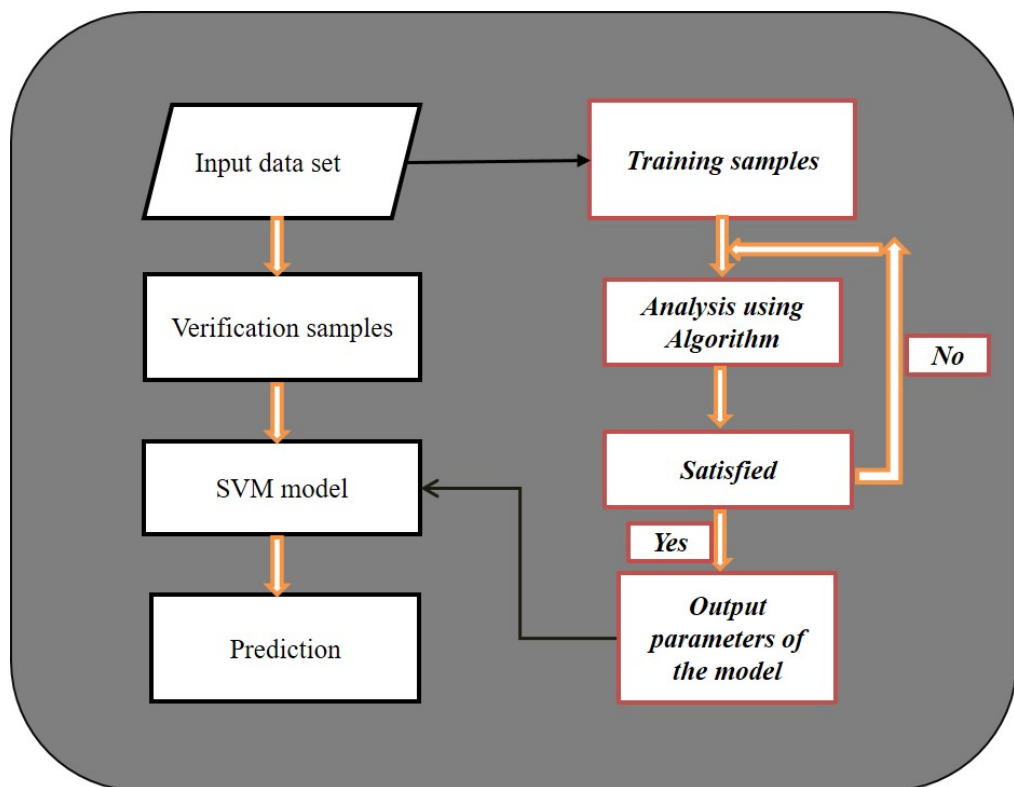 Input data set
Training samples
Verification samples
Analysis using
Algorithm
No
SVM model
Satisfied
Yes
Prediction
Output
parameters of
the model